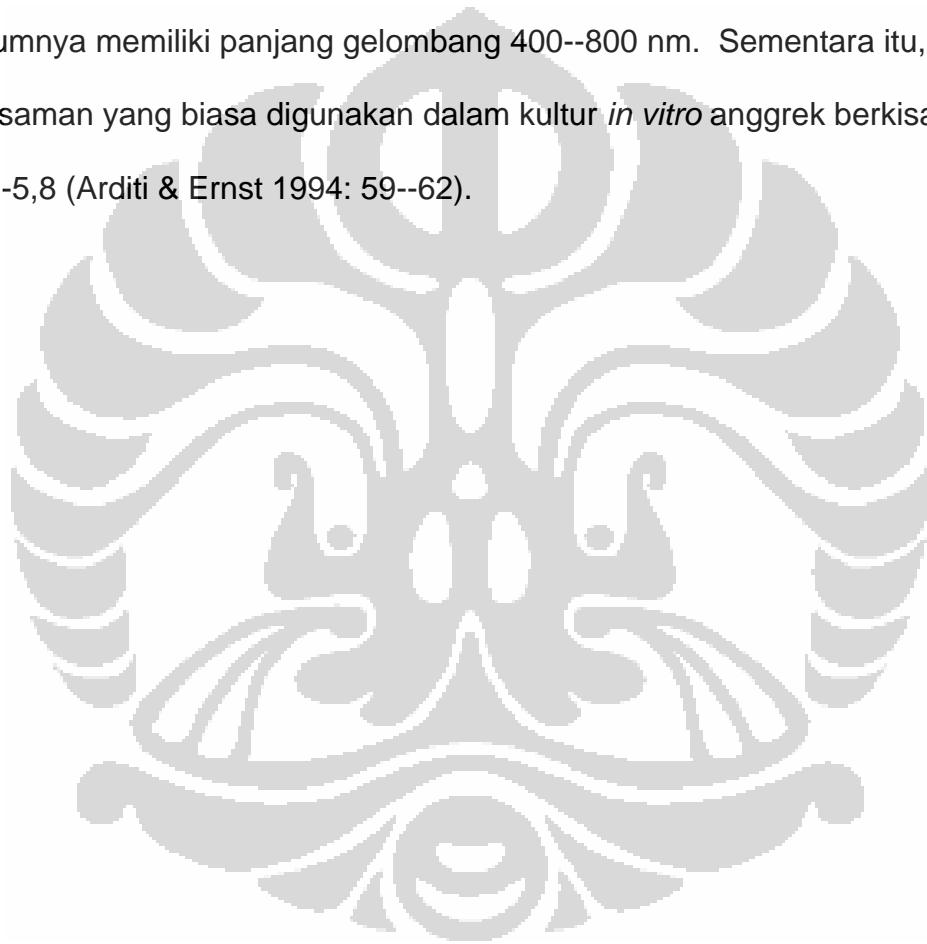 umnya memiliki panjang gelombang 400--800 nm.  Sementara itu,
saman yang biasa digunakan dalam kultur in vitro anggrek berkisa
-5,8 (Arditi & Ernst 1994: 59--62).